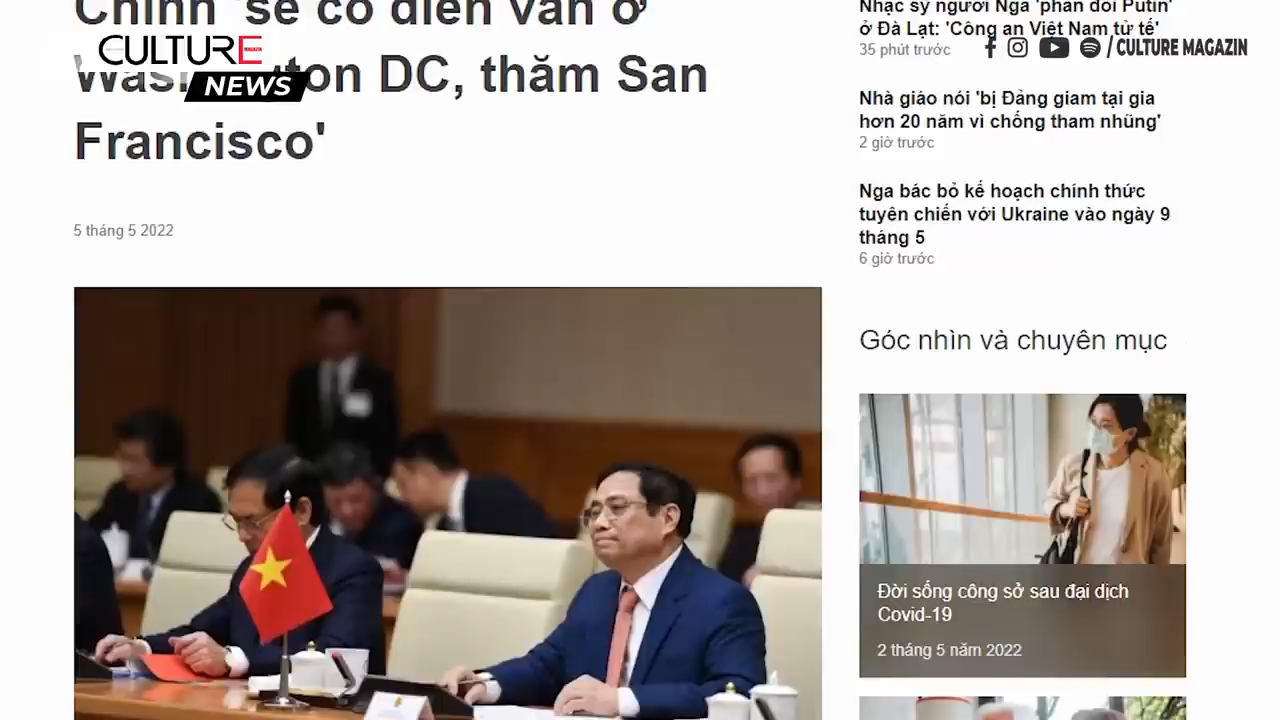 Chính 'sẽ có diễn văn ở
Washington DC, thăm San
Francisco'
CULTURE
NEWS
5 tháng 5 2022
Nhạc sỹ người Nga 'phản đối Putin'
ở Đà Lạt: 'Công an Việt Nam tử tế'
35 phút trước
/ CULTURE MAGAZIN
Nhà giáo nói 'bị Đảng giam tại gia
hơn 20 năm vì chống tham nhũng'
2 giờ trước
Nga bác bỏ kế hoạch chính thức
tuyên chiến với Ukraine vào ngày 9
tháng 5
6 giờ trước
Góc nhìn và chuyên mục
Đời sống công sở sau đại dịch
Covid-19
2 tháng 5 năm 2022